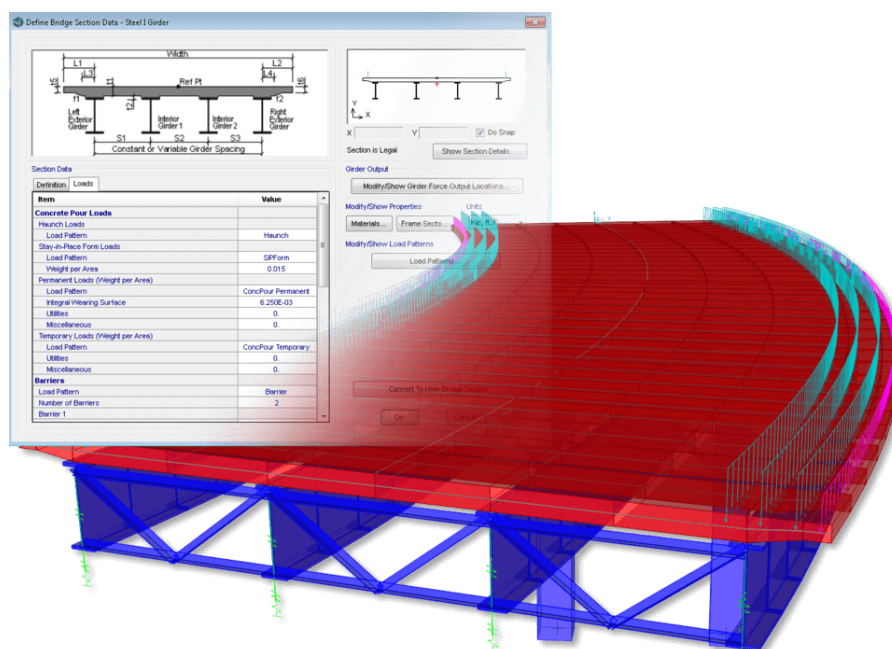 Define Bridge Section Data - Steel I Girder
Width
L1
L2
L3
L4
t5
t1
Ref Pt
t6
f1
t2
f2
Left Exterior Girder
Interior Girder 1
Interior Girder 2
Right Exterior Girder
S1
S2
S3
Constant or Variable Girder Spacing
Y
X
X
Y
Do Snap
Section is Legal
Show Section Details...
Section Data
Definition
Loads
Item Value
Concrete Pour Loads
Haunch Loads
Load Pattern Haunch
Stay-in-Place Form Loads
Load Pattern SIPForm
Weight per Area 0.015
Permanent Loads (Weight per Area)
Load Pattern ConcPour Permanent
Integral Wearing Surface 6.250E-03
Utilities 0.
Miscellaneous 0.
Temporary Loads (Weight per Area)
Load Pattern ConcPour Temporary
Utilities 0.
Miscellaneous 0.
Barriers
Load Pattern Barrier
Number of Barriers 2
Barrier 1
Girder Output
Modify/Show Girder Force Output Locations...
Modify/Show Properties
Units
Materials...
Frame Sects...
Kip, ft, F
Modify/Show Load Patterns
Load Patterns...
Convert To User Bridge Section
OK
Cancel